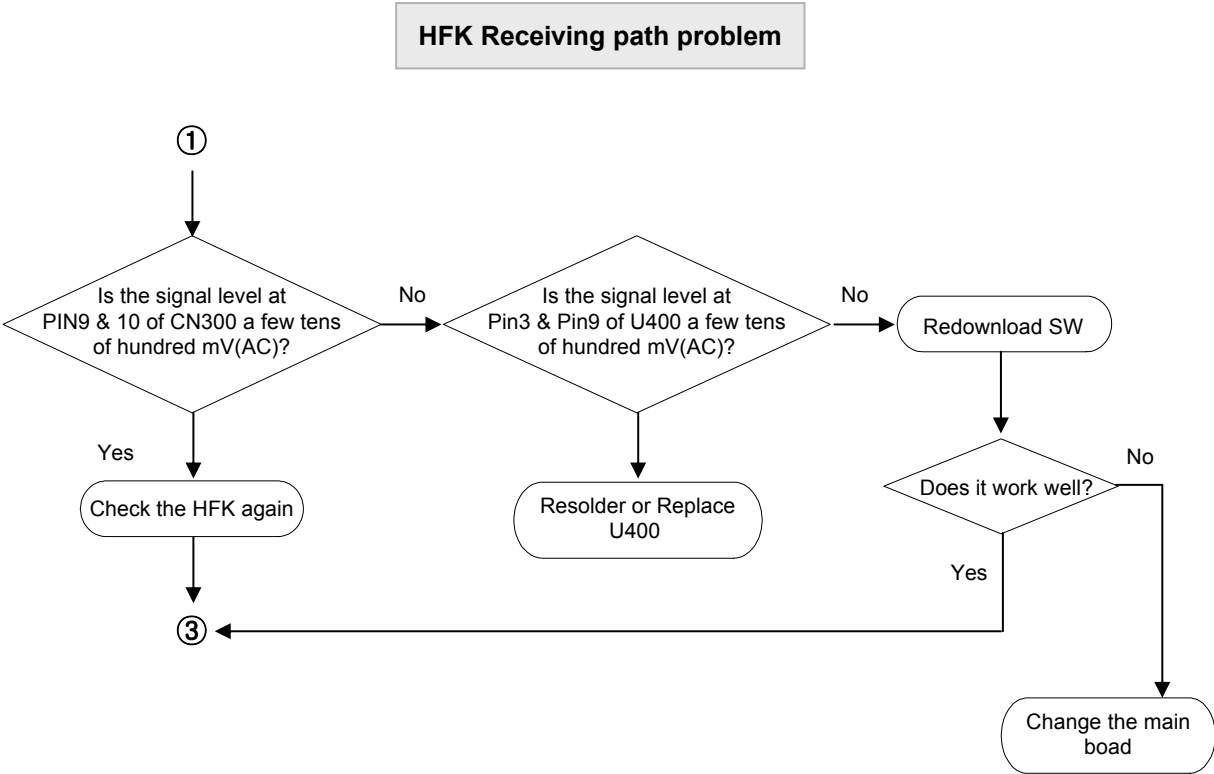 HFK Receiving path problem
①
Is the signal level at
PIN9 & 10 of CN300 a few tens
of hundred mV(AC)?
No
Is the signal level at
Pin3 & Pin9 of U400 a few tens
of hundred mV(AC)?
No
Redownload SW
Yes
Check the HFK again
Resolder or Replace
U400
Does it work well?
No
Yes
③
Change the main
boad